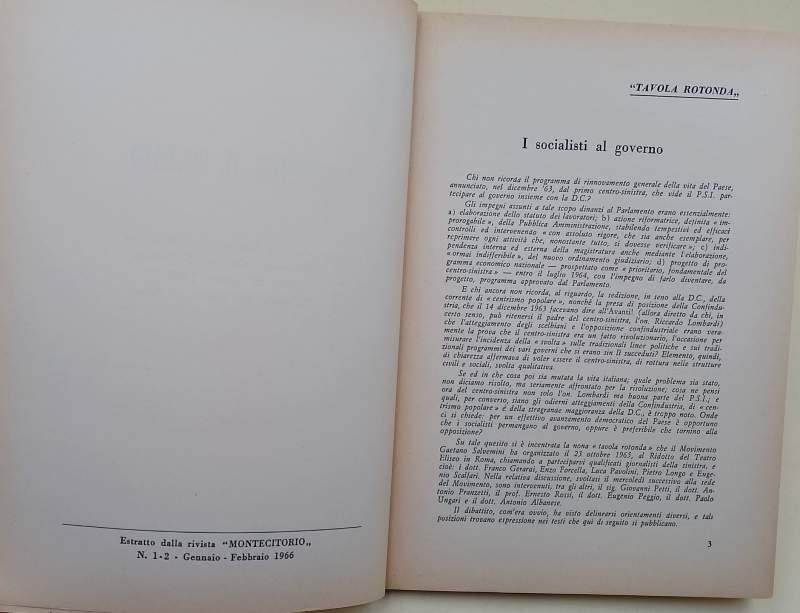 Estratto dalla rivista "MONTECITORIO„
N. 1-2 - Gennaio - Febbraio 1966
“TAVOLA ROTONDA„
I socialisti al governo
Chi non ricorda il programma di rinnovamento generale della vita del Paese,
annunciato, nel dicembre '63, dal primo centro-sinistra, che vide il P.S.I. par-
tecipare al governo insieme con la D.C.?
Gli impegni assunti a tale scopo dinanzi al Parlamento erano essenzialmente:
a) elaborazione dello statuto dei lavoratori; b) azione riformatrice, definita « im-
prorogabile », della Pubblica Amministrazione, stabilendo tempestivi ed efficaci
controlli ed intervenendo « con assoluto rigore, che sia anche esemplare, per
reprimere ogni attività che, nonostante tutto, si dovesse verificare »; c) indi-
pendenza interna ed esterna della magistratura anche mediante l'elaborazione,
« ormai indifferibile », del nuovo ordinamento giudiziario; d) progetto di pro-
gramma economico nazionale — prospettato come « prioritario, fondamentale del
centro-sinistra » — entro il luglio 1964, con l'impegno di farlo diventare, da
progetto, programma approvato dal Parlamento.
E chi ancora non ricorda, al riguardo, la sedizione, in seno alla D.C., della
corrente di « centrismo popolare », nonchè la presa di posizione della Confindu-
stria, che il 14 dicembre 1963 facevano dire all'Avanti! (allora diretto da chi, in
certo senso, può ritenersi il padre del centro-sinistra, l'on. Riccardo Lombardi)
che l'atteggiamento degli scelbiani e l'opposizione confindustriale erano vera-
mente la prova che il centro-sinistra era un fatto rivoluzionario, l'occasione per
misurare l'incidenza della « svolta » sulle tradizionali linee politiche e sui tradi-
zionali programmi dei vari governi che si erano sin lì succeduti? Elemento, quindi,
di chiarezza affermava di voler essere il centro-sinistra, di rottura nelle strutture
civili e sociali, svolta qualitativa.
Se ed in che cosa poi sia mutata la vita italiana; quale problema sia stato,
non diciamo risolto, ma seriamente affrontato per la risoluzione; cosa ne pensi
ora del centro-sinistra non solo l'on. Lombardi ma buona parte del P.S.I.; e
quali, per converso, siano gli odierni atteggiamenti della Confindustria, di « cen-
trismo popolare » e della stragrande maggioranza della D.C., è troppo noto. Onde
ci si chiede: per un effettivo avanzamento democratico del Paese è opportuno
che i socialisti permangano al governo, oppure è preferibile che tornino alla
opposizione?
Su tale quesito si è incentrata la nona « tavola rotonda » che il Movimento
Gaetano Salvemini ha organizzato il 23 ottobre 1965, al Ridotto del Teatro
Eliseo in Roma, chiamando a parteciparvi qualificati giornalisti della sinistra, e
cioè: i dott. Franco Gerardi, Enzo Forcella, Luca Pavolini, Pietro Longo e Euge-
nio Scalfari. Nella relativa discussione, svoltasi il mercoledì successivo alla sede
del Movimento, sono intervenuti, tra gli altri, il sig. Giovanni Petti, il dott. An-
tonio Franzetti, il prof. Ernesto Rossi, il dott. Eugenio Peggio, il dott. Paolo
Ungari e il dott. Antonio Albanese.
Il dibattito, com'era ovvio, ha visto delinearsi orientamenti diversi, e tali
posizioni trovano espressione nei testi che qui di seguito si pubblicano.
3